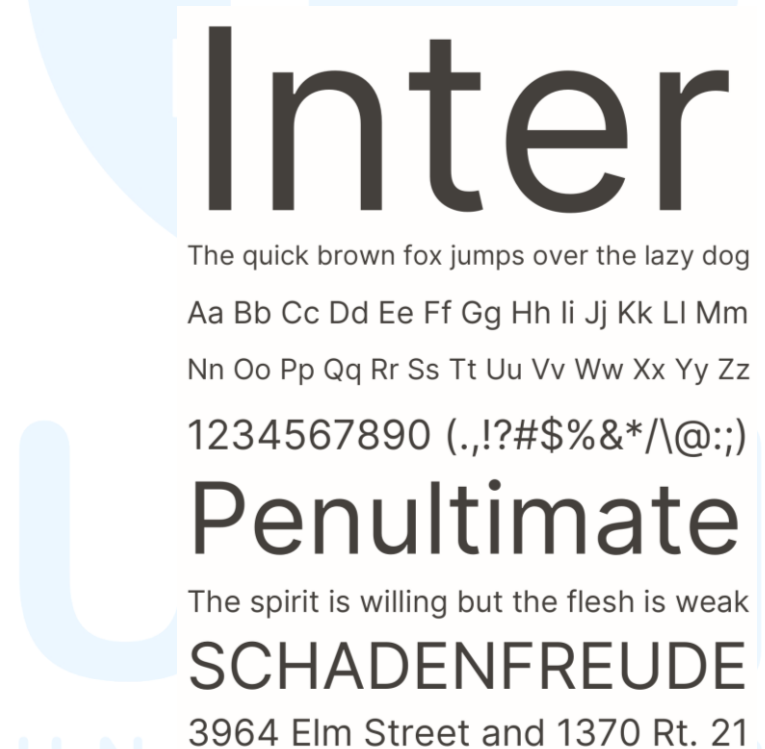 Inter
The quick brown fox jumps over the lazy dog
Aa Bb Cc Dd Ee Ff Gg Hh Ii Jj Kk Ll Mm
Nn Oo Pp Qq Rr Ss Tt Uu Vv Ww Xx Yy Zz
1234567890 (.,!?#$%&*/\@:;)
Penultimate
The spirit is willing but the flesh is weak
SCHADENFREUDE
3964 Elm Street and 1370 Rt. 21